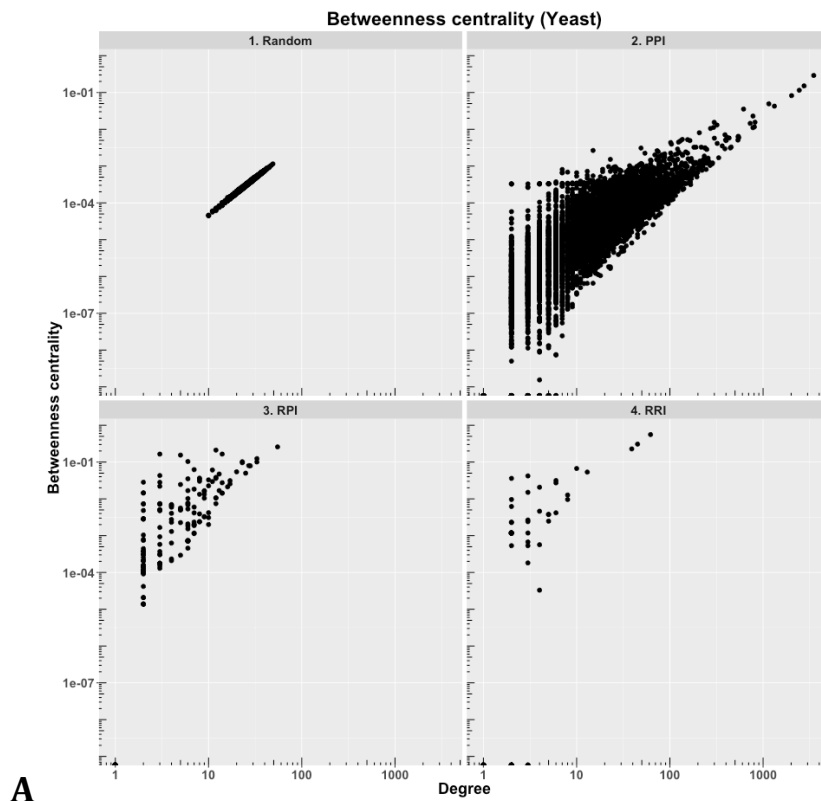 Betweenness centrality (Yeast)
1. Random
2. PPI
1e-01
1e-04
1e-07
3. RPI
4. RRI
1e-01
1e-04
1e-07
Betweenness centrality
1 10 100 1000 1 10 100 1000
Degree
A